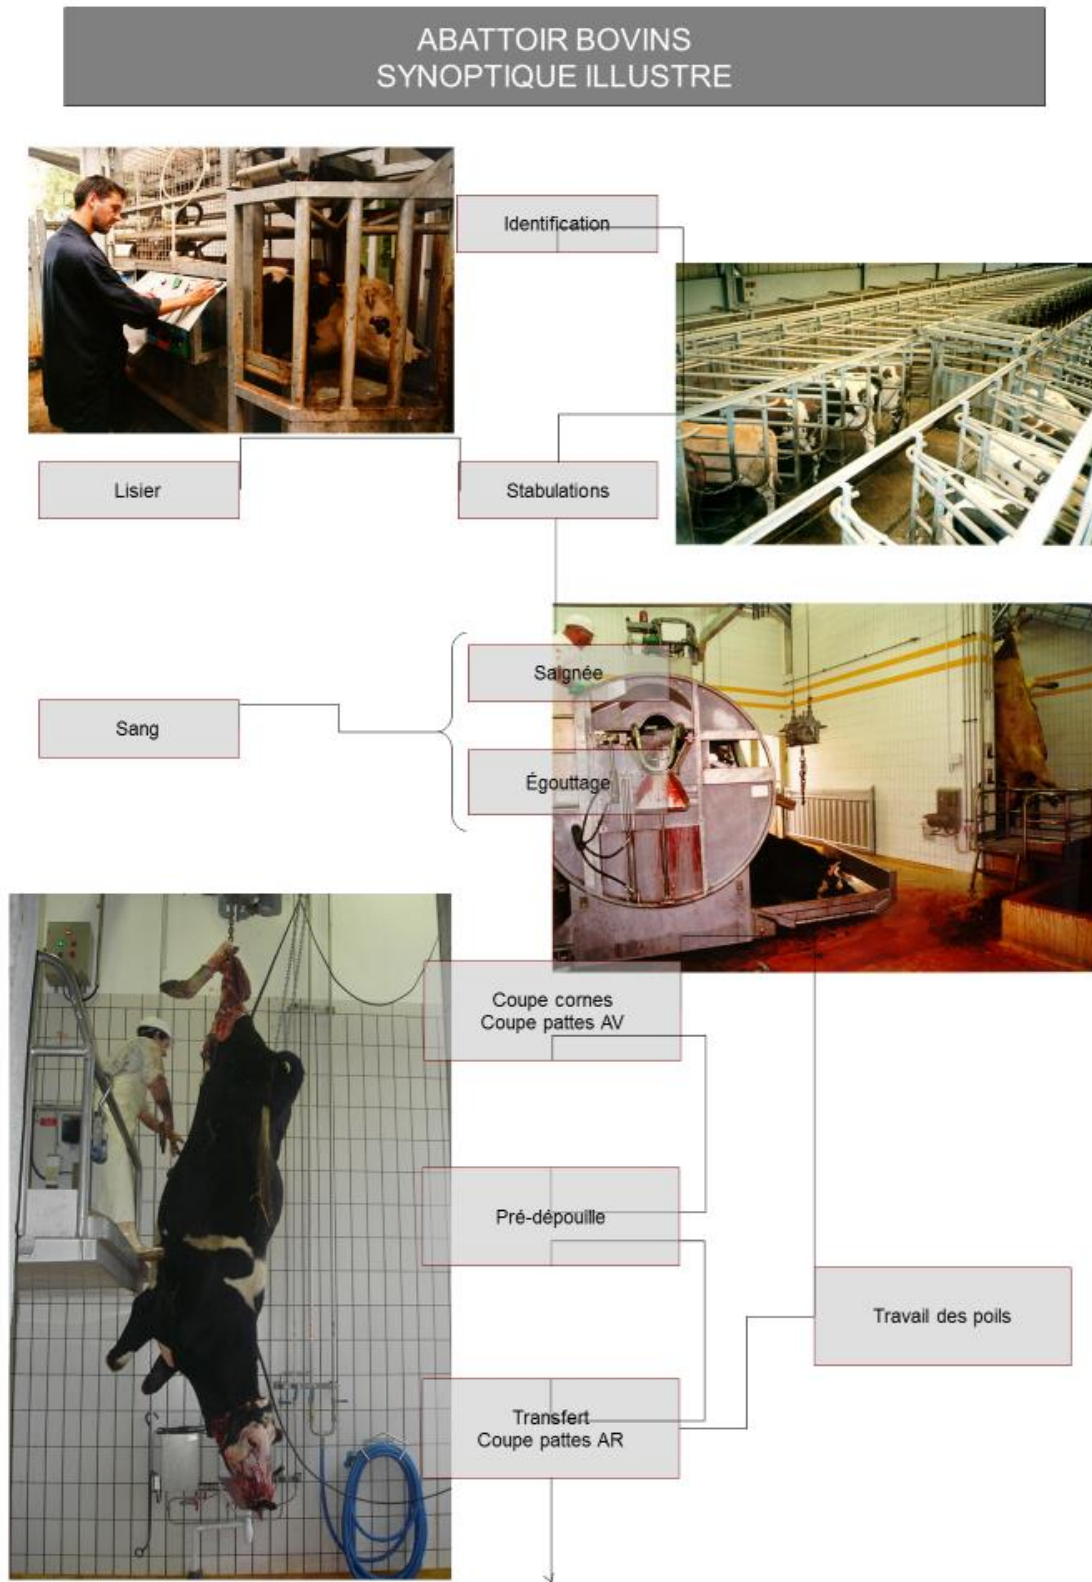 ABATTOIR BOVINS
SYNOPTIQUE ILLUSTRE
Identification
Lisier
Stabulations
Saignée
Sang
Égouttage
Coupe cornes
Coupe pattes AV
Pré-dépouille
Travail des poils
Transfert
Coupe pattes AR